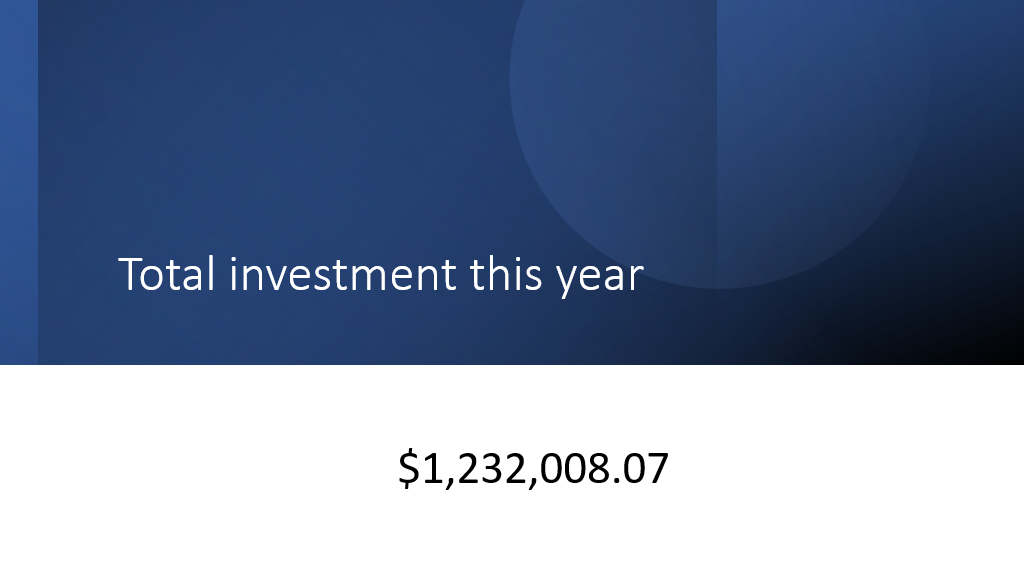 Total investment this year
$1,232,008.07